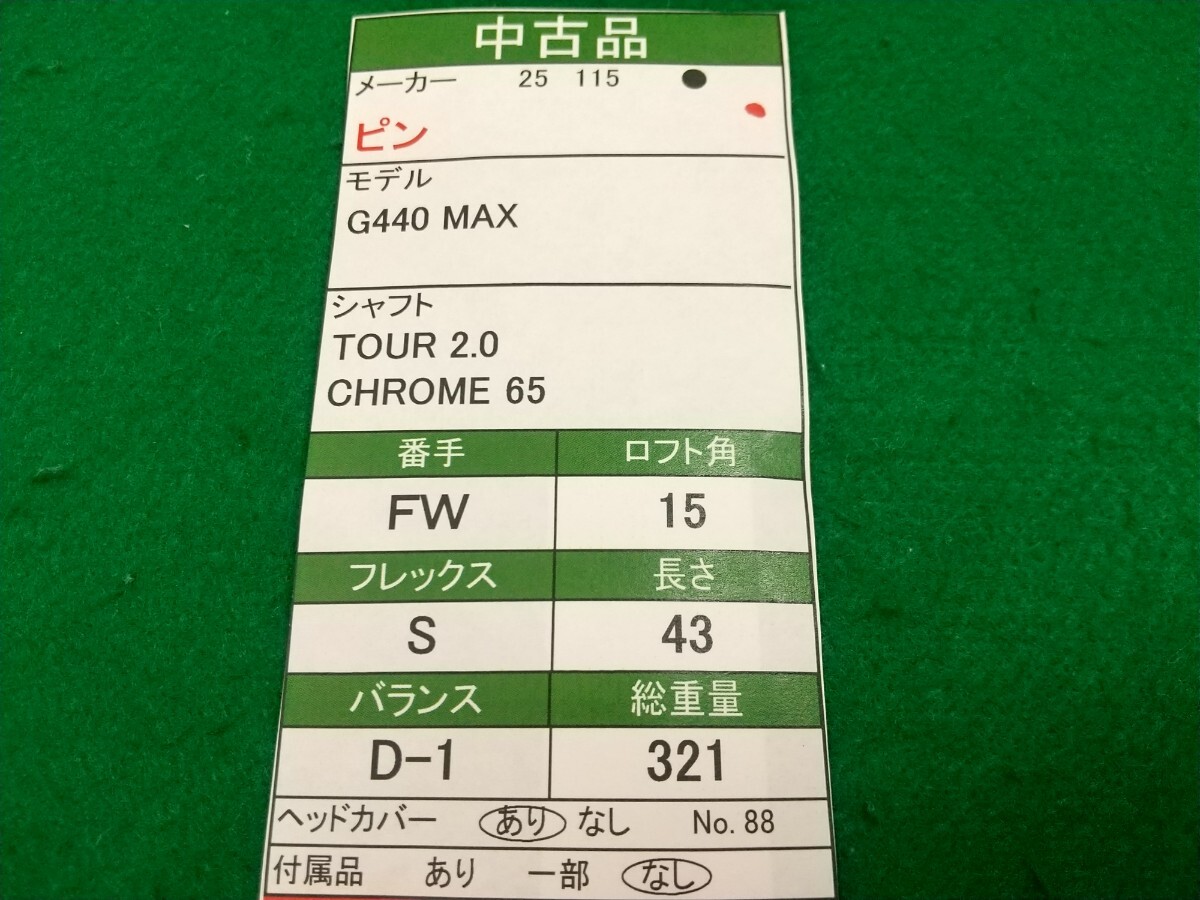 中古品
メーカー 25 115
ピン
モデル
G440 MAX
シャフト
TOUR 2.0
CHROME 65
番手 ロフト角
FW 15
フレックス 長さ
S 43
バランス 総重量
D-1 321
ヘッドカバー あり なし No. 88
付属品 あり 一部 なし